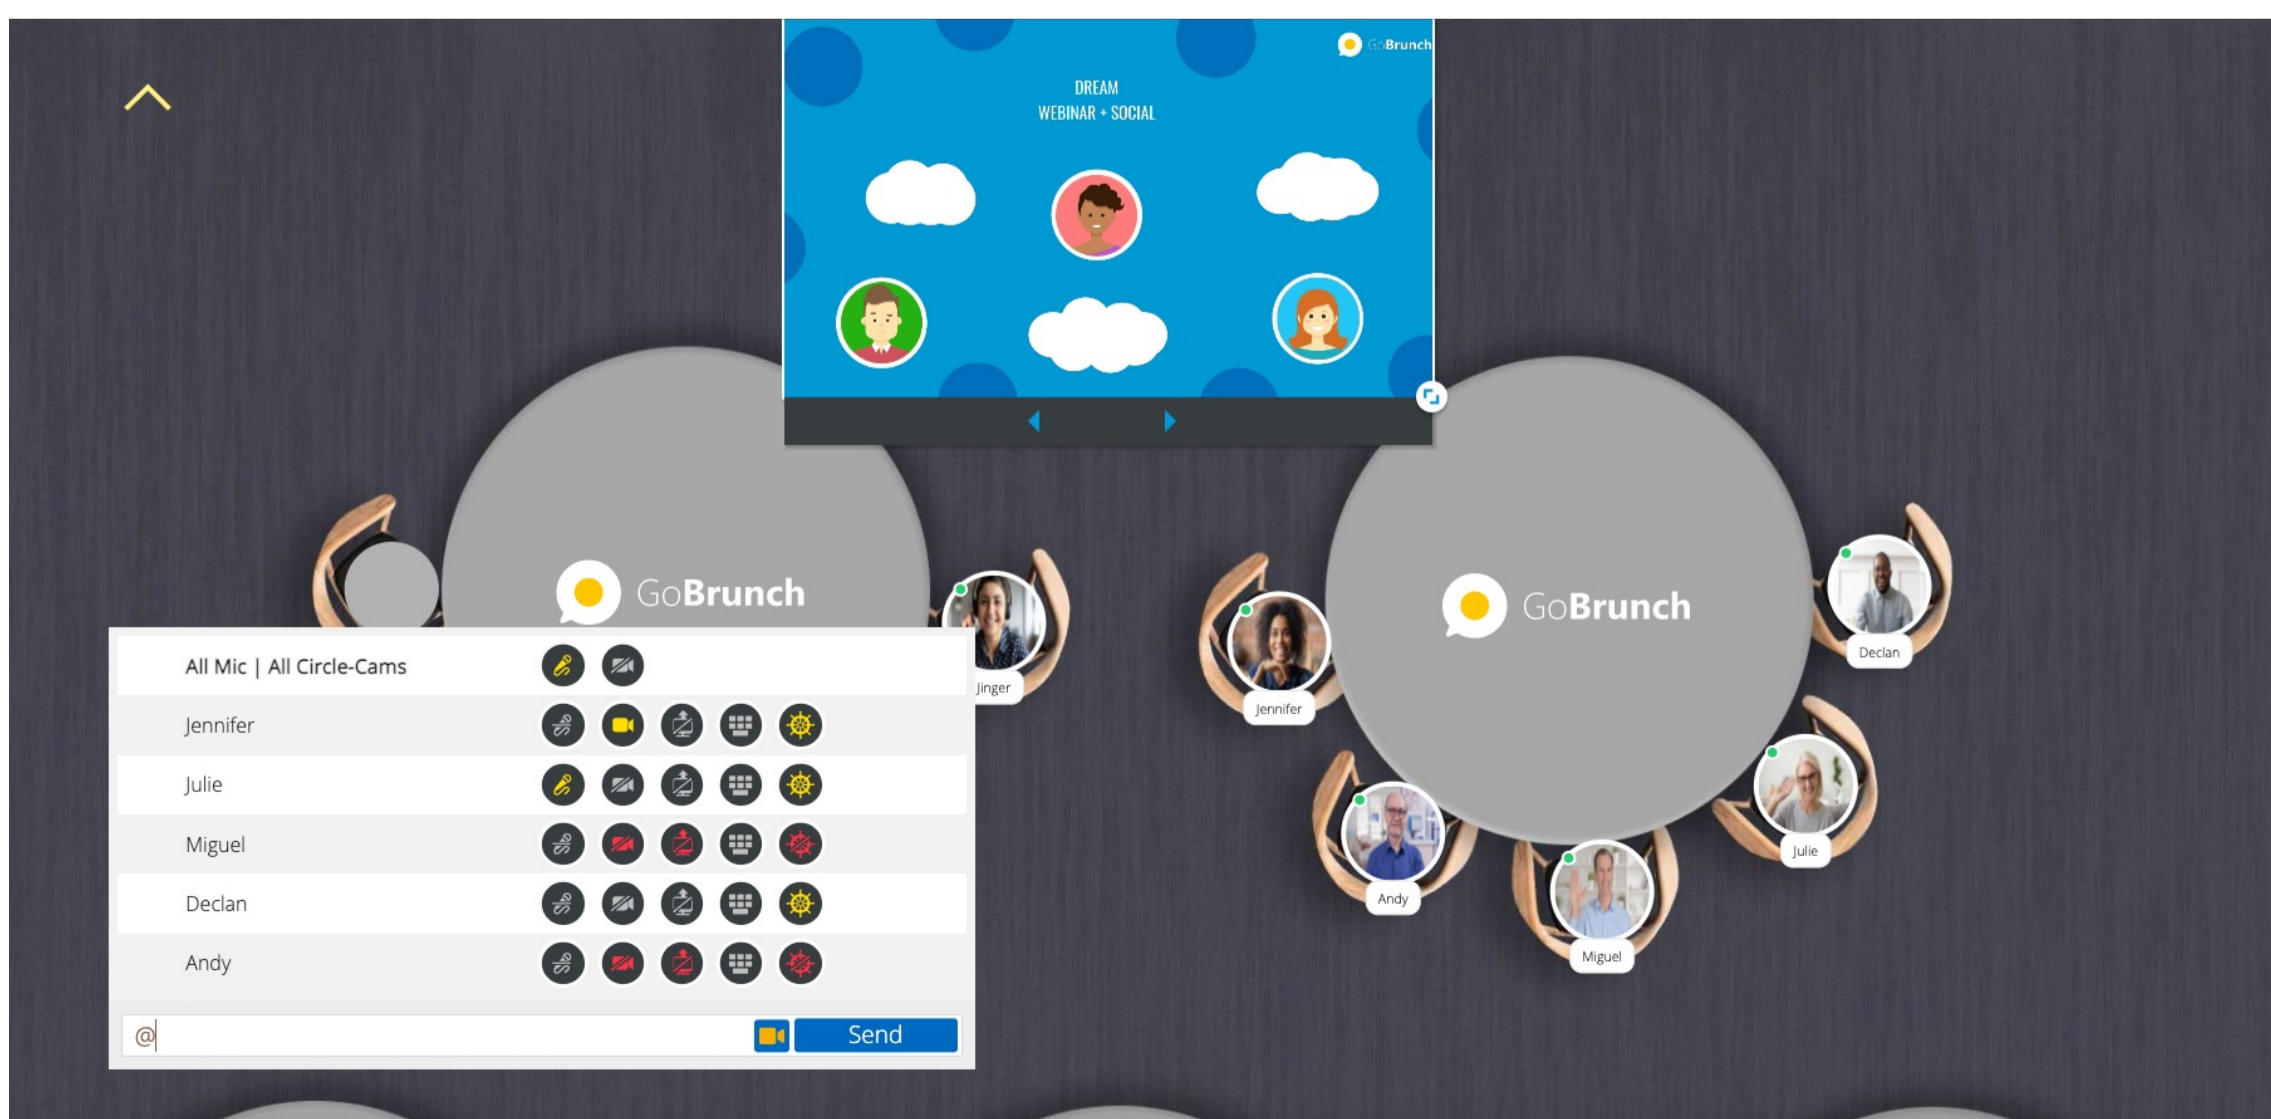 GoBrunch
DREAM
WEBINAR + SOCIAL
GoBrunch
GoBrunch
Jinger
Jennifer
Declan
Julie
Andy
Miguel
All Mic | All Circle-Cams
Jennifer
Julie
Miguel
Declan
Andy
@
Send